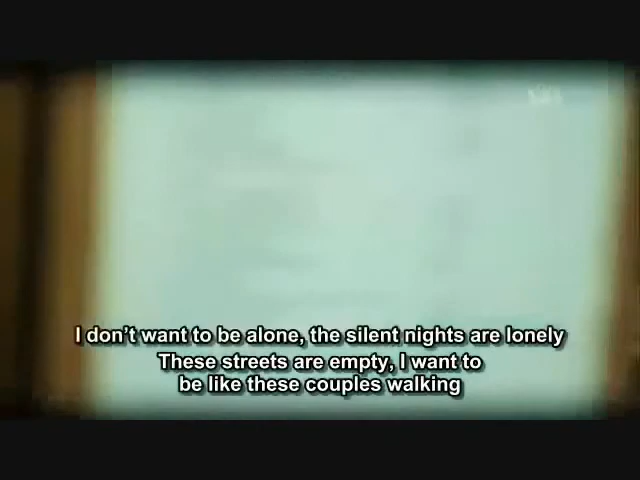 I don't want to be alone, the silent nights are lonely
These streets are empty, I want to
be like these couples walking